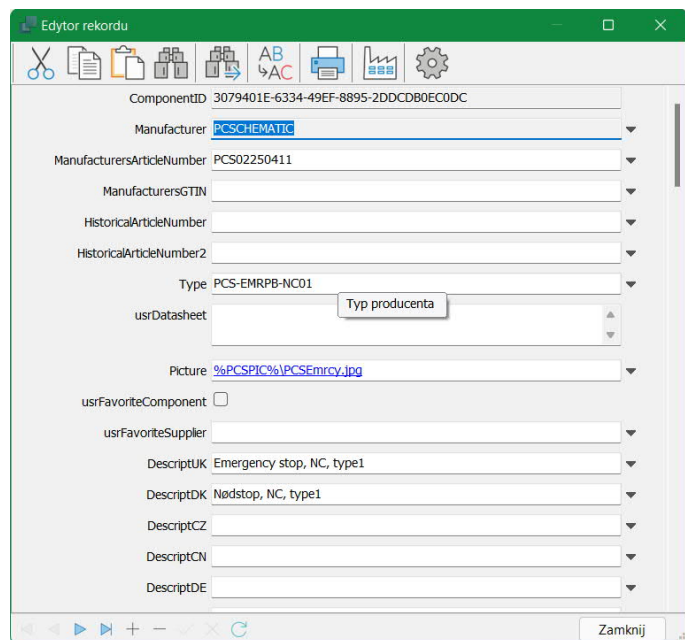 Edytor rekordu
AB
AC
ComponentID 3079401E-6334-49EF-8895-2DDCDB0EC0DC
Manufacturer PCSCHEMATIC
ManufacturersArticleNumber PCS02250411
ManufacturersGTIN
HistoricalArticleNumber
HistoricalArticleNumber2
Type PCS-EMRPB-NC01
Typ producenta
usrDatasheet
Picture %PCSPIC%\PCSEmrcy.jpg
usrFavoriteComponent
usrFavoriteSupplier
DescriptUK Emergency stop, NC, type1
DescriptDK Nødstop, NC, type1
DescriptCZ
DescriptCN
DescriptDE
Zamknij